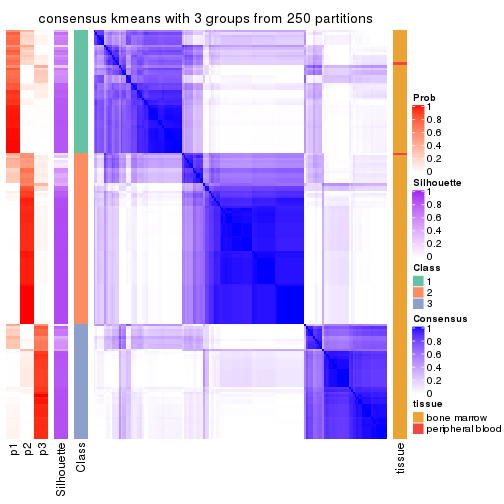 consensus kmeans with 3 groups from 250 partitions
Prob
1
0.8
0.6
0.4
0.2
0
Silhouette
1
0.8
0.6
0.4
0.2
0
Class
1
2
3
Consensus
1
0.8
0.6
0.4
0.2
0
tissue
bone marrow
peripheral blood
p1
p2
p3
Silhouette
Class
tissue